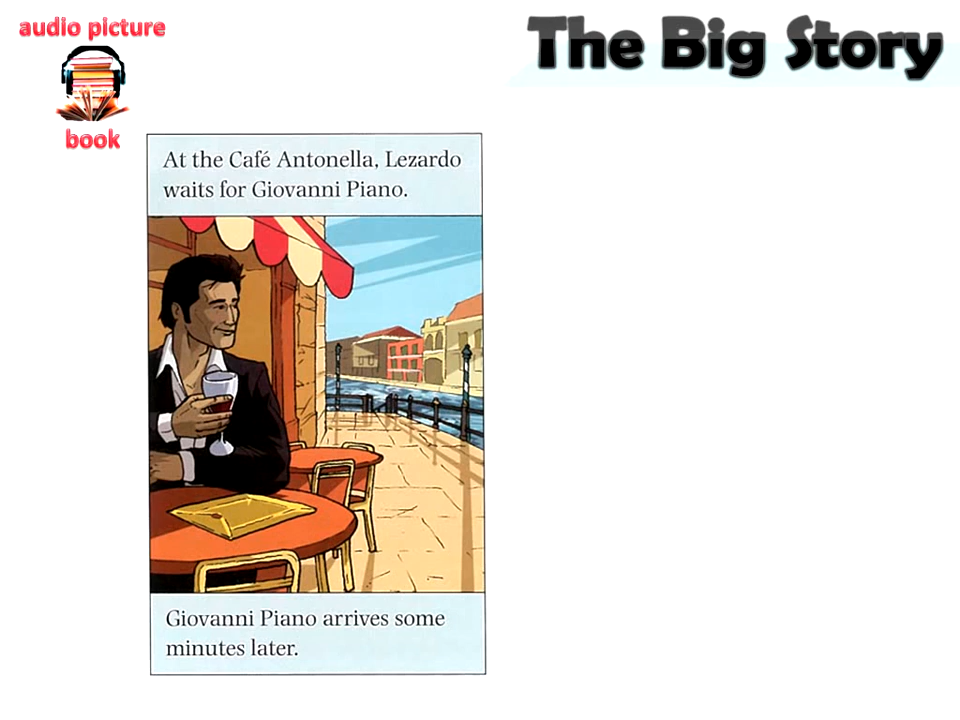 audio picture
book
The Big Story
At the Café Antonella, Lezardo
waits for Giovanni Piano.
Giovanni Piano arrives some
minutes later.